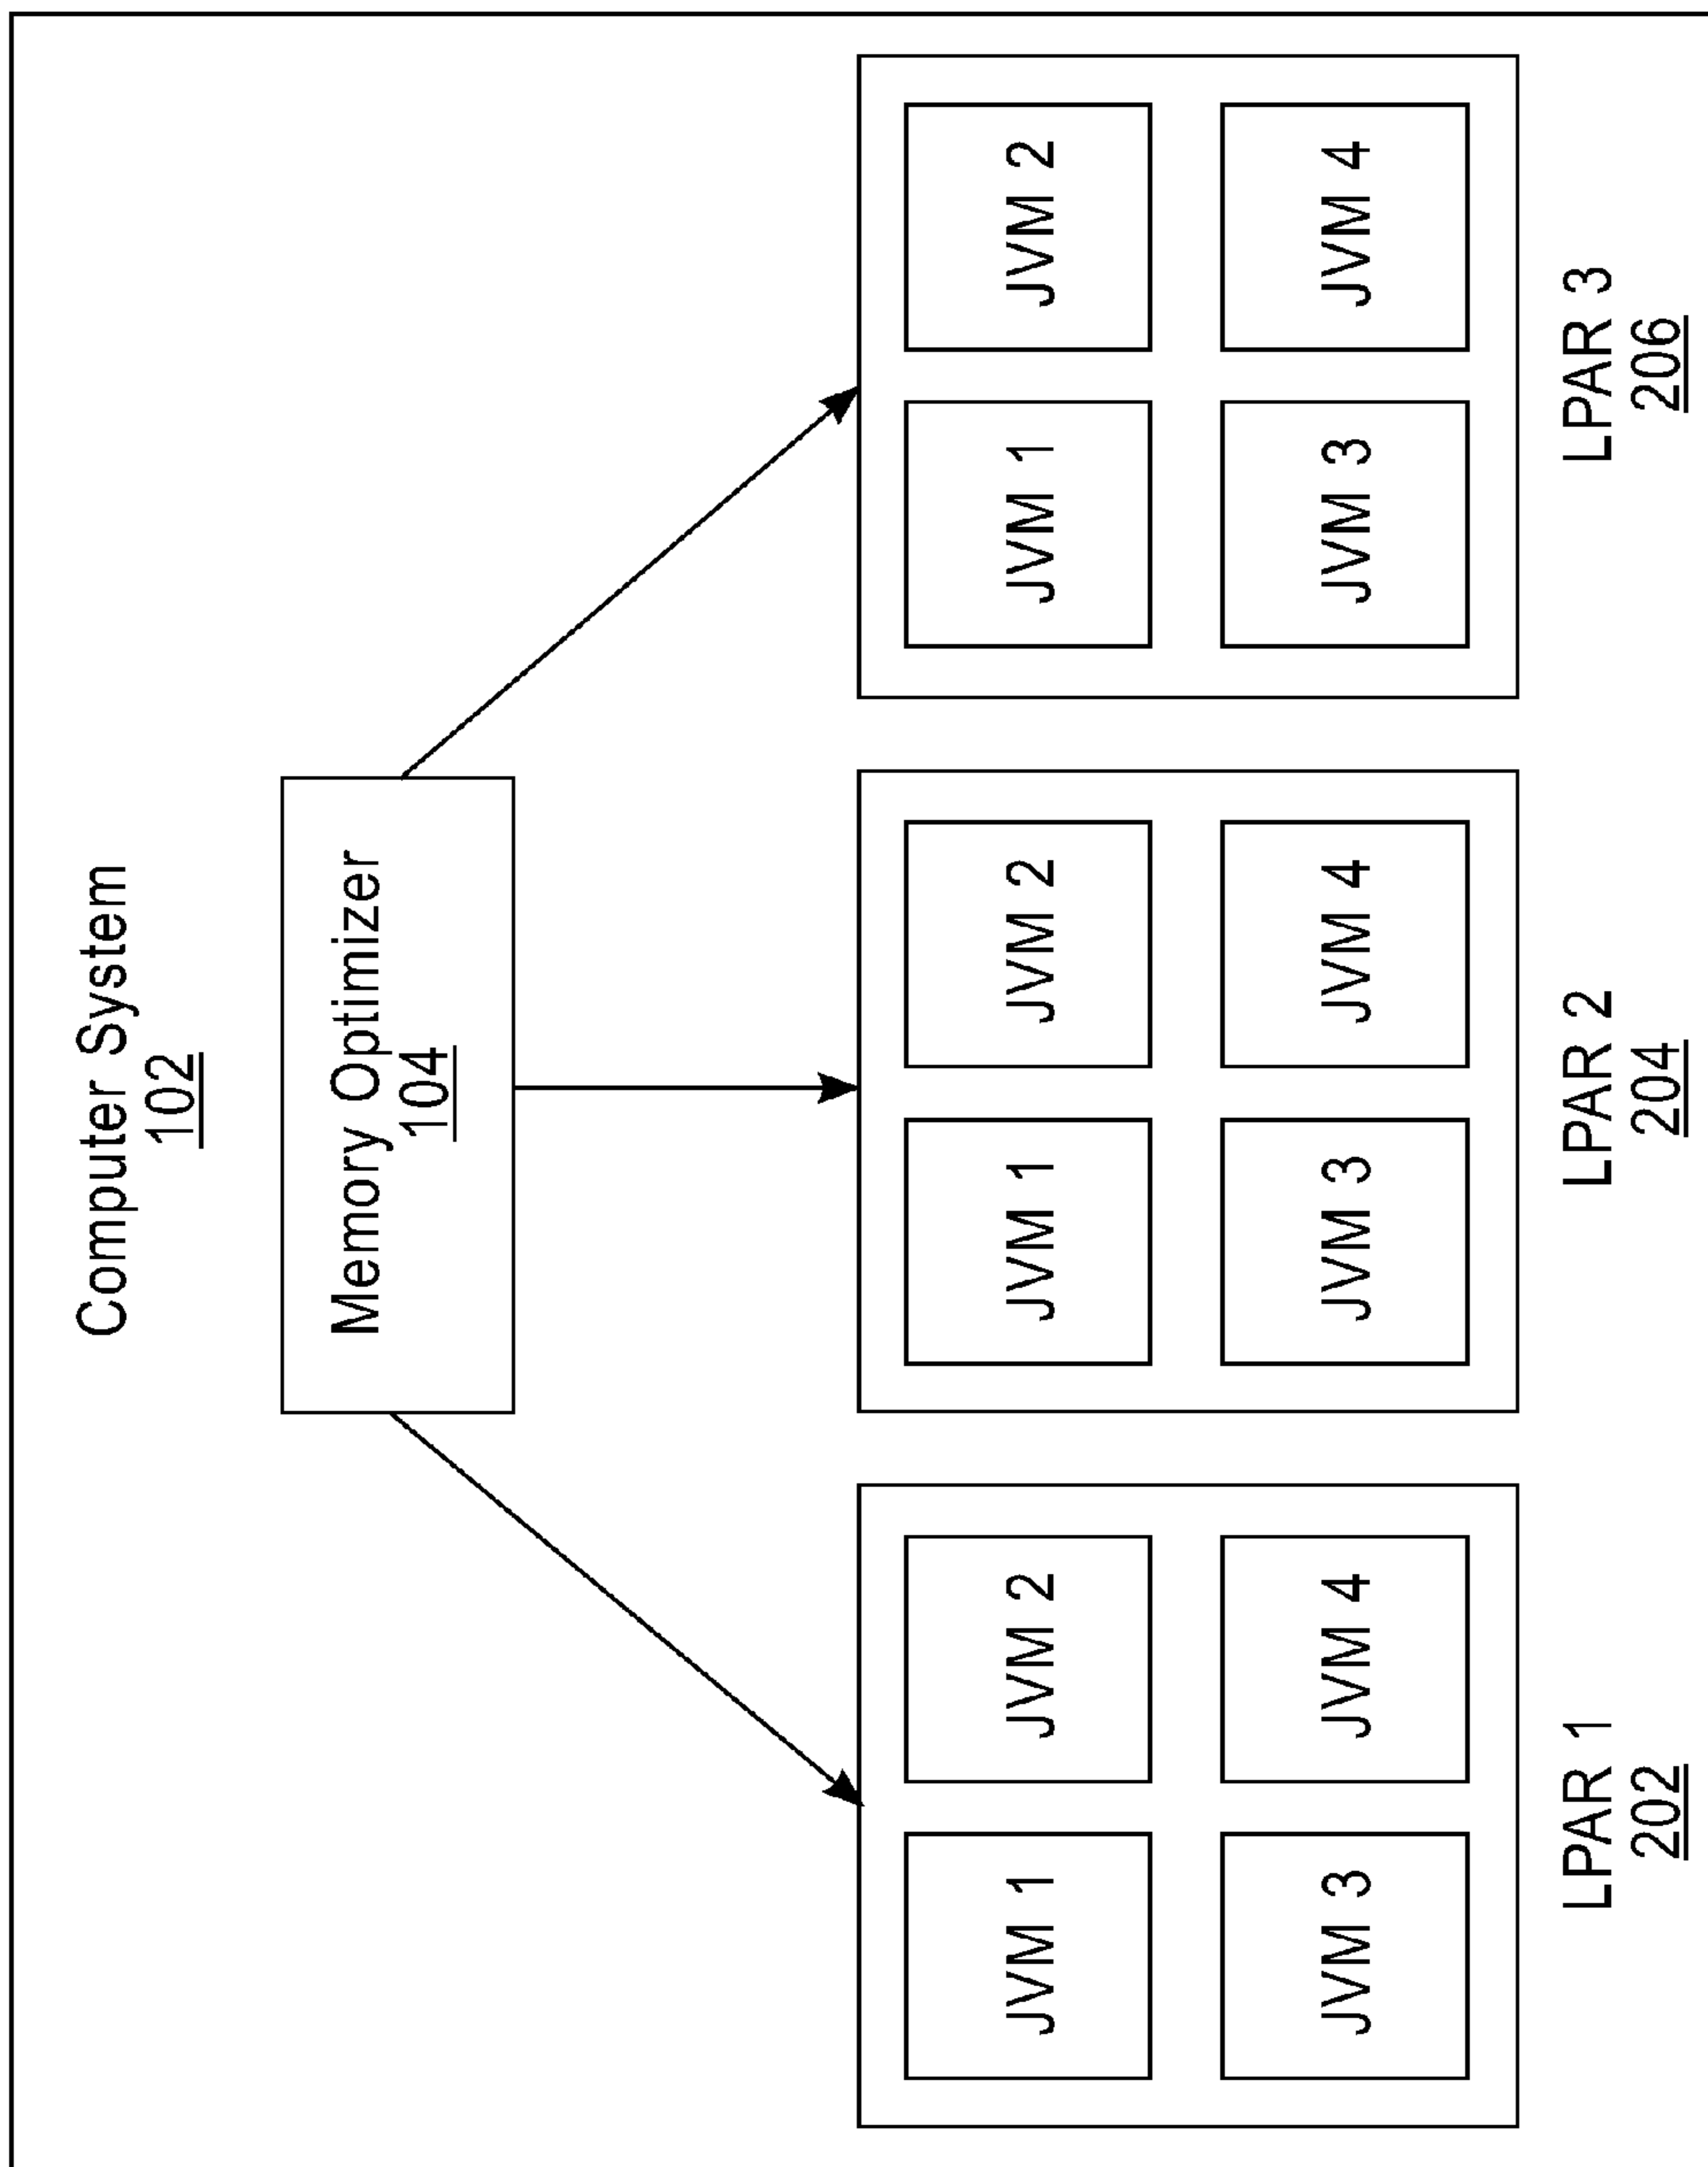 Computer System
102
Memory Optimizer
104
JVM 1
JVM 2
JVM 3
JVM 4
LPAR 1
202
JVM 1
JVM 2
JVM 3
JVM 4
LPAR 2
204
JVM 1
JVM 2
JVM 3
JVM 4
LPAR 3
206